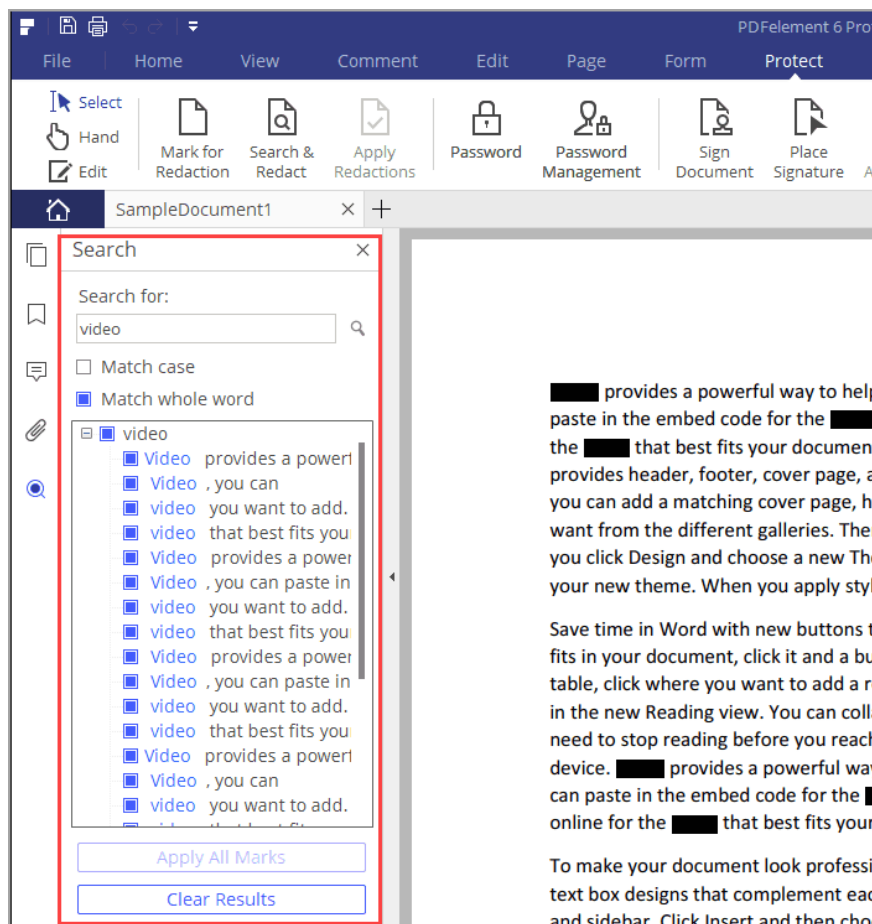 PDFelement 6 Pro
File Home View Comment Edit Page Form Protect
Select
Hand
Edit
Mark for Redaction
Search & Redact
Apply Redactions
Password
Password Management
Sign Document
Place Signature
SampleDocument1
Search
Search for:
video
Match case
Match whole word
video
Video provides a powerf
Video , you can
video you want to add.
video that best fits you
Video provides a power
Video , you can paste in
video you want to add.
video that best fits you
Video provides a power
Video , you can paste in
video you want to add.
video that best fits you
Video provides a powerf
Video , you can
video you want to add.
Apply All Marks
Clear Results
provides a powerful way to help
paste in the embed code for the
the that best fits your documen
provides header, footer, cover page, a
you can add a matching cover page, h
want from the different galleries. The
you click Design and choose a new Th
your new theme. When you apply styl
Save time in Word with new buttons t
fits in your document, click it and a bu
table, click where you want to add a r
in the new Reading view. You can coll
need to stop reading before you reach
device. provides a powerful wa
can paste in the embed code for the
online for the that best fits your
To make your document look professi
text box designs that complement eac
and sidebar. Click Insert and then choo